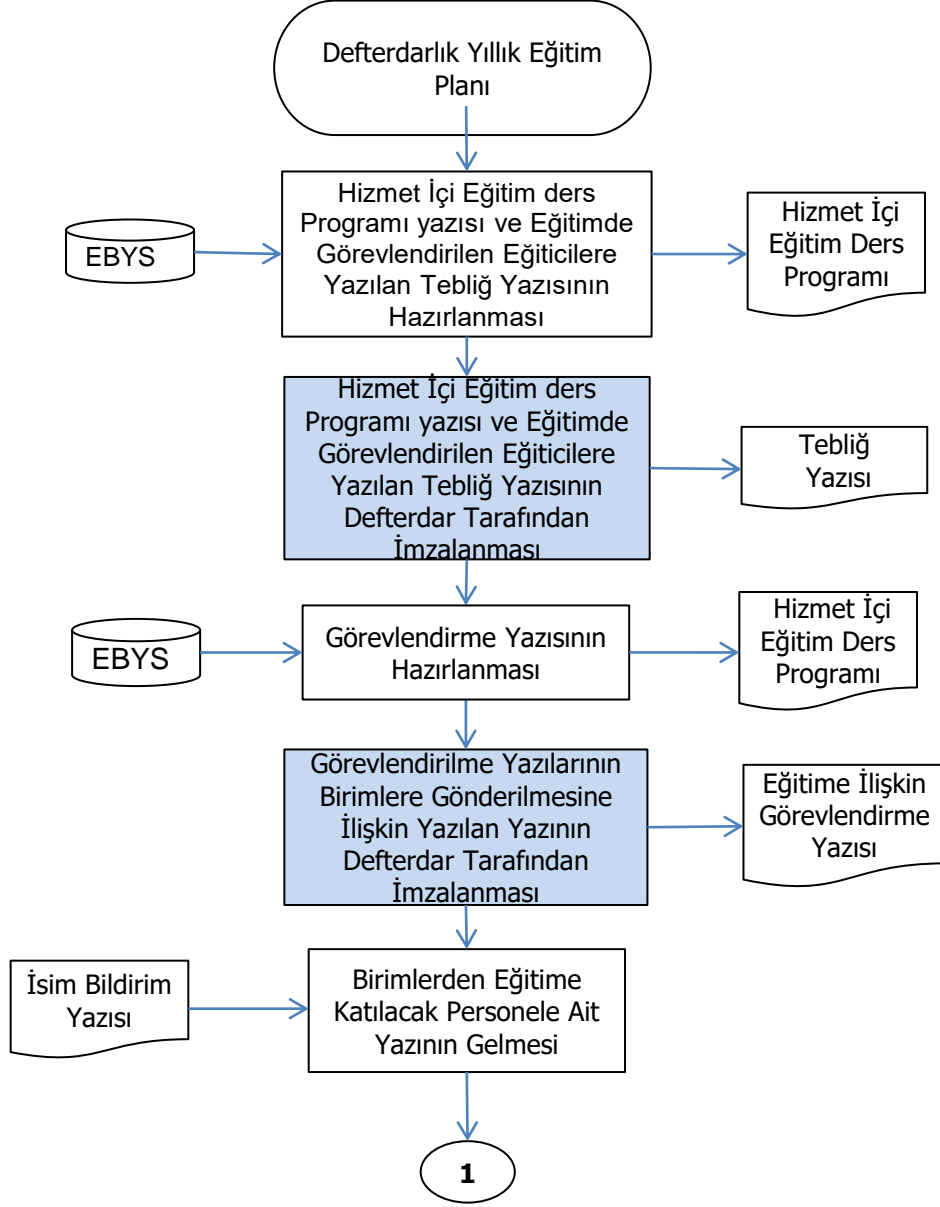 Defterdarlık Yıllık Eğitim
Planı
Hizmet İçi Eğitim ders
Programı yazısı ve Eğitimde
Görevlendirilen Eğiticilere
Yazılan Tebliğ Yazısının
Hazırlanması
EBYS
Hizmet İçi
Eğitim Ders
Programı
Hizmet İçi Eğitim ders
Programı yazısı ve Eğitimde
Görevlendirilen Eğiticilere
Yazılan Tebliğ Yazısının
Defterdar Tarafından
İmzalanması
Tebliğ
Yazısı
EBYS
Görevlendirme Yazısının
Hazırlanması
Hizmet İçi
Eğitim Ders
Programı
Görevlendirilme Yazılarının
Birimlere Gönderilmesine
İlişkin Yazılan Yazının
Defterdar Tarafından
İmzalanması
Eğitime İlişkin
Görevlendirme
Yazısı
İsim Bildirim
Yazısı
Birimlerden Eğitime
Katılacak Personele Ait
Yazının Gelmesi
1